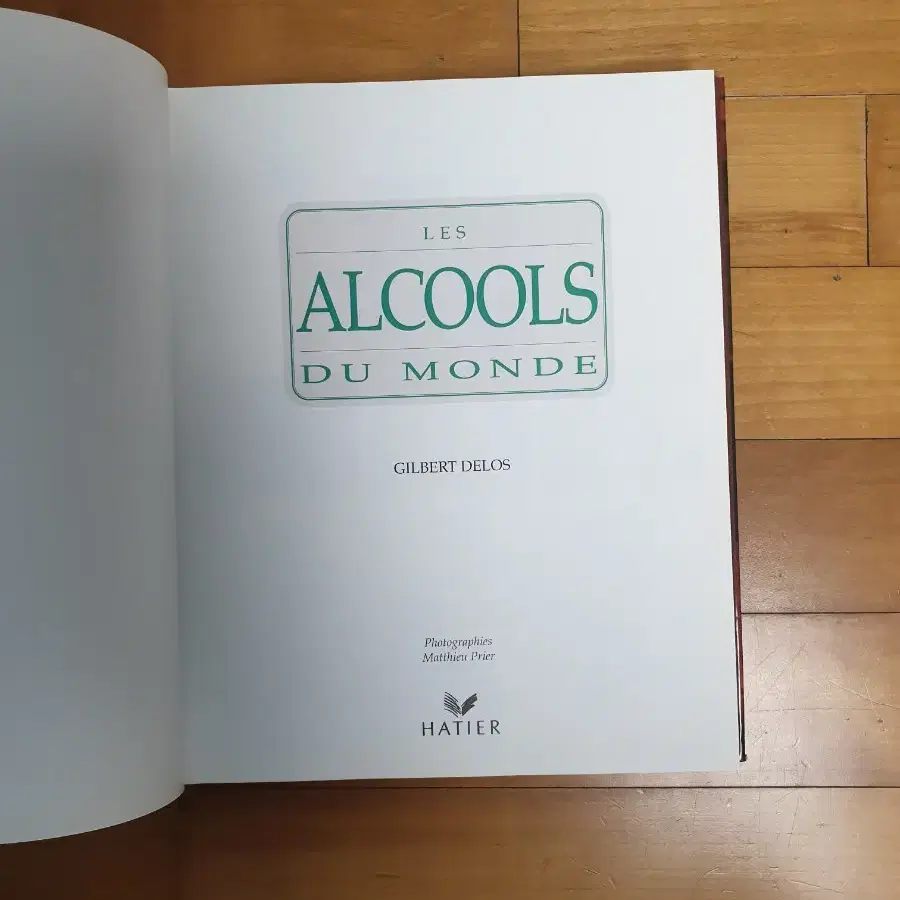 LES
ALCOOLS
DU MONDE
GILBERT DELOS
Photographies
Matthieu Prier
HATIER